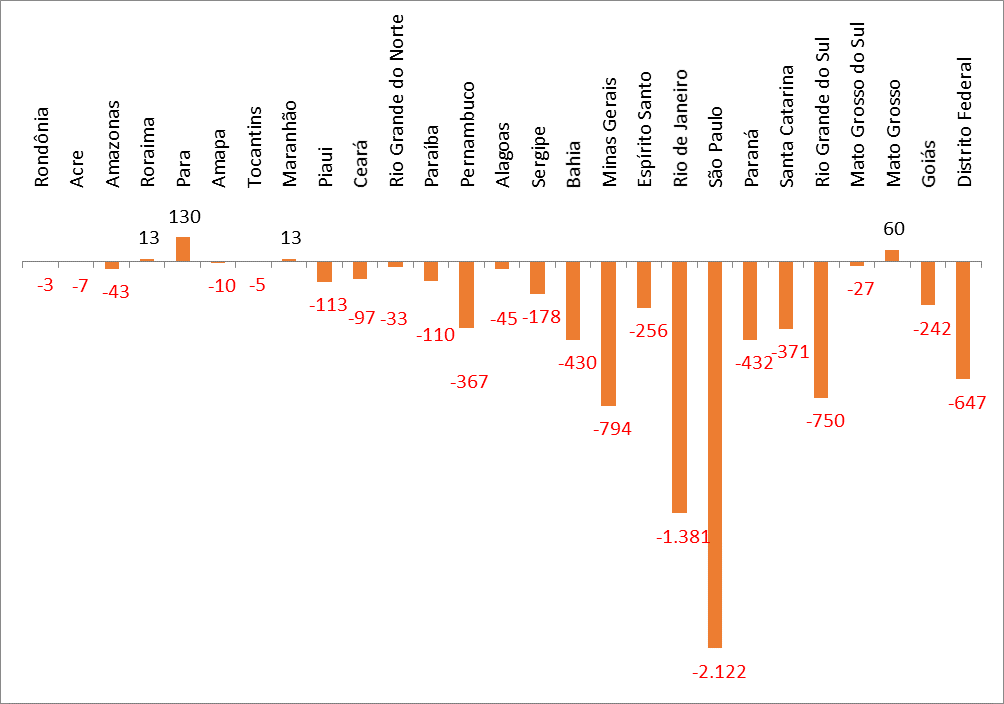 Rondônia
Acre
Amazonas
Roraima
Para
Amapa
Tocantins
Maranhão
Piaui
Ceará
Rio Grande do Norte
Paraiba
Pernambuco
Alagoas
Sergipe
Bahia
Minas Gerais
Espírito Santo
Rio de Janeiro
São Paulo
Paraná
Santa Catarina
Rio Grande do Sul
Mato Grosso do Sul
Mato Grosso
Goiás
Distrito Federal
-3
-7
-43
13
130
-10
-5
13
-113
-97
-33
-110
-367
-45
-178
-430
-794
-256
-1.381
-2.122
-432
-371
-750
-27
60
-242
-647